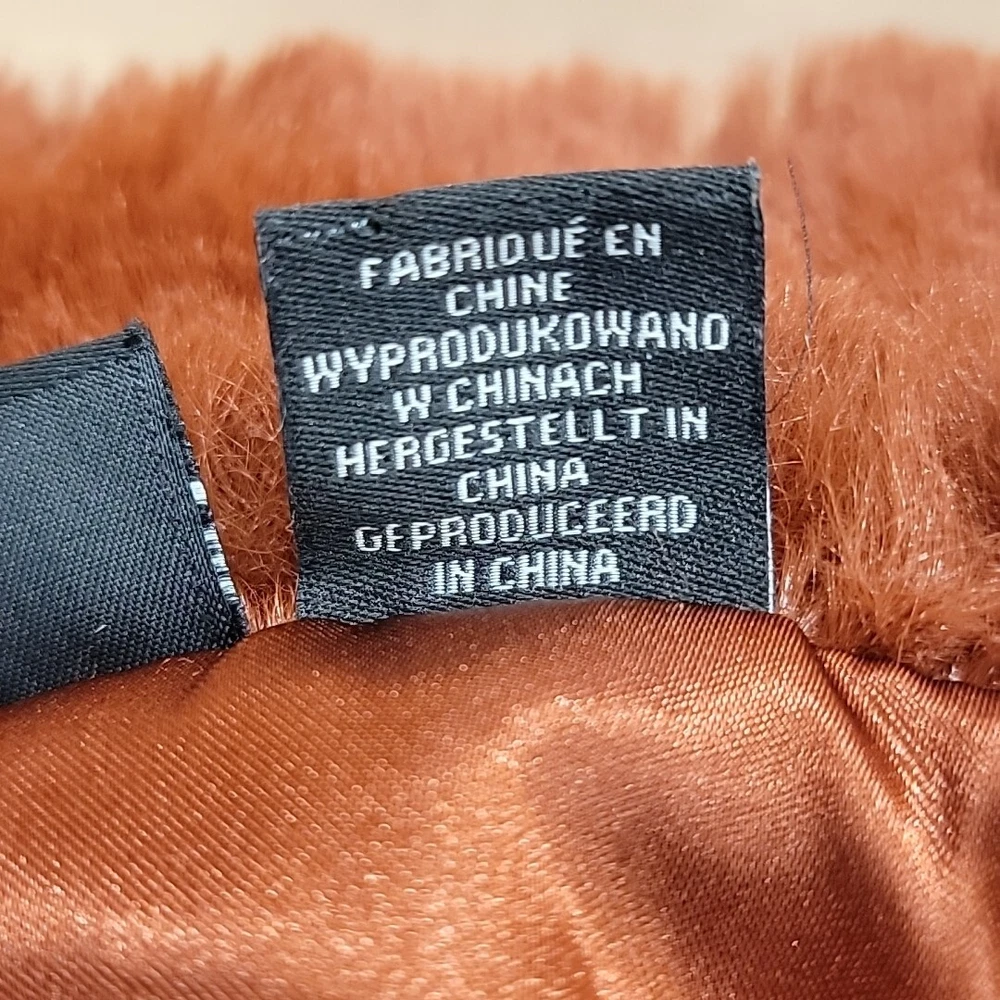 FABRIQUÉ EN
CHINE
WYPRODUKOWANO
W CHINACH
HERGESTELLT IN
CHINA
GEPRODUCEERD
IN CHINA